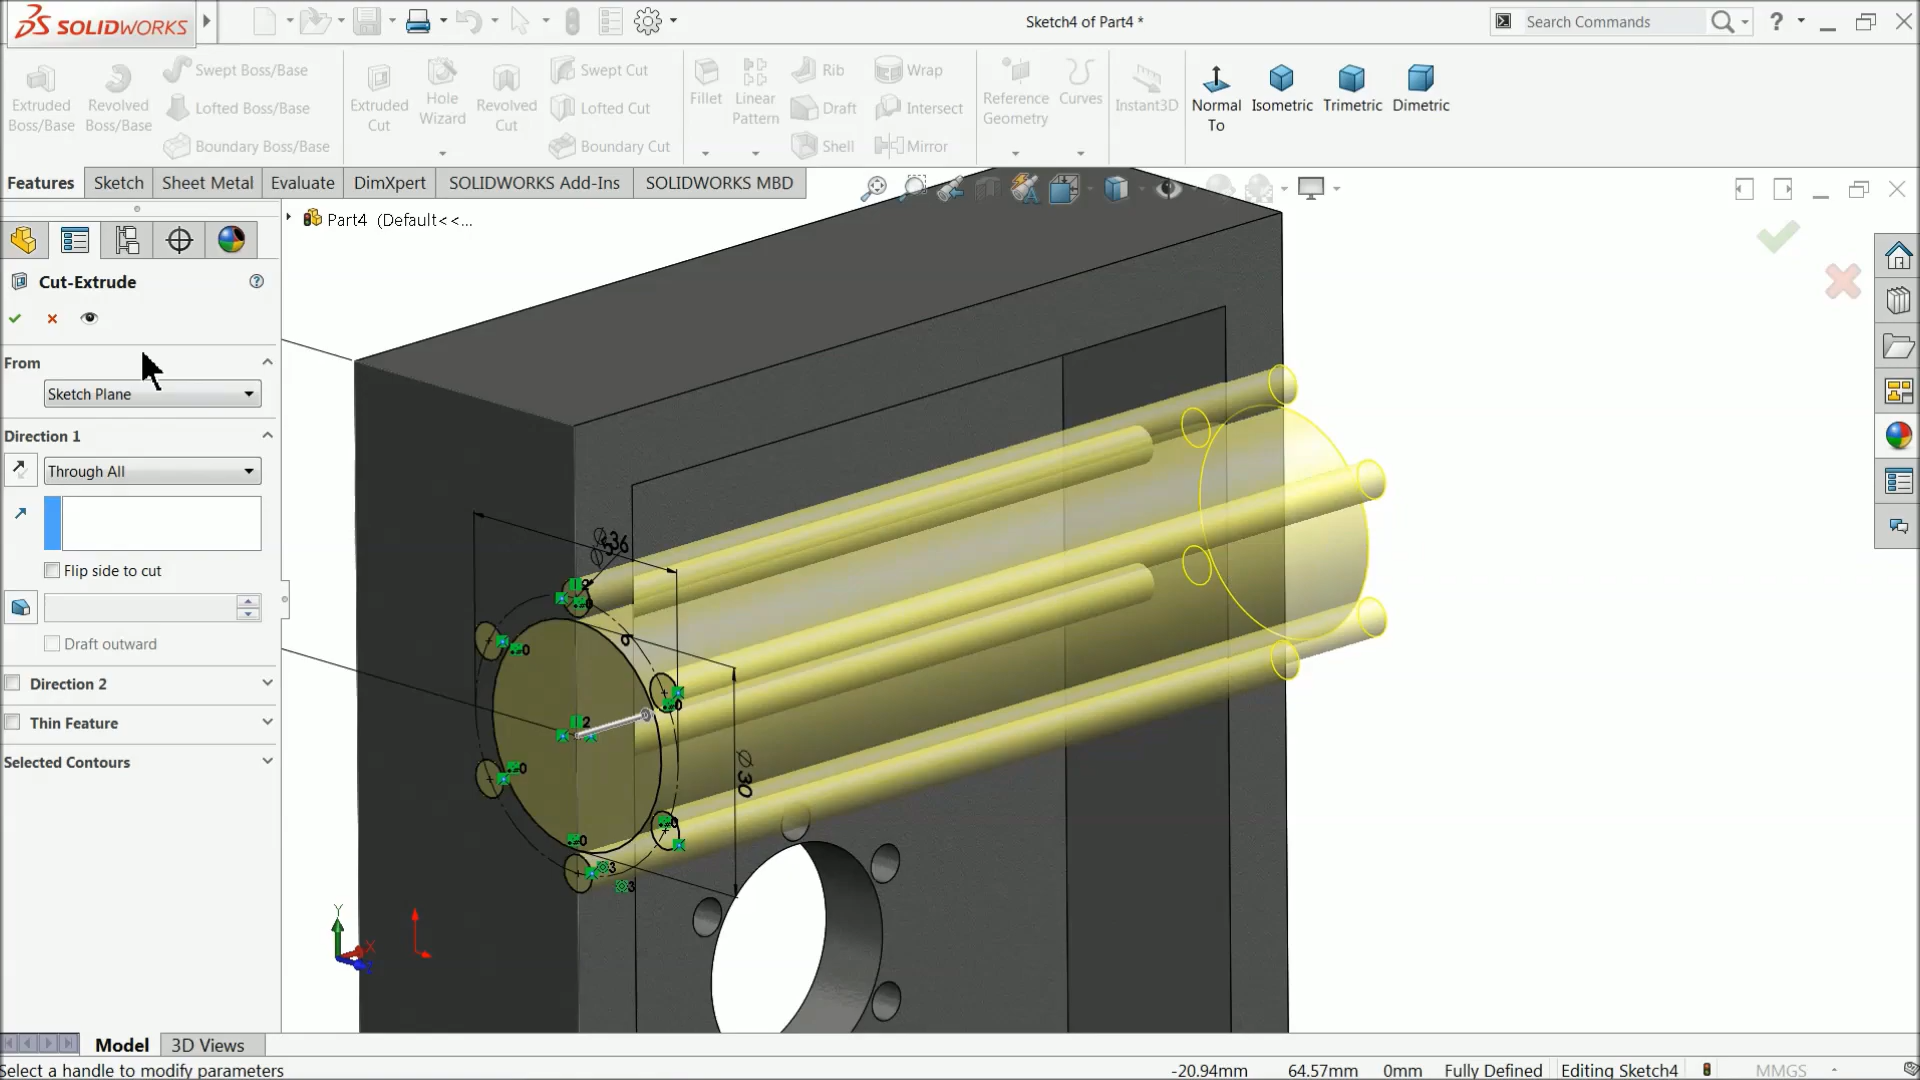 SOLIDWORKS
Sketch4 of Part4 *
Search Commands
?
Extruded Boss/Base
Revolved Boss/Base
Swept Boss/Base
Lofted Boss/Base
Boundary Boss/Base
Extruded Cut
Hole Wizard
Revolved Cut
Swept Cut
Lofted Cut
Boundary Cut
Fillet
Linear Pattern
Rib
Draft
Shell
Wrap
Intersect
Mirror
Reference Geometry
Curves
Instant3D
Normal To
Isometric
Trimetric
Dimetric
Features
Sketch
Sheet Metal
Evaluate
DimXpert
SOLIDWORKS Add-Ins
SOLIDWORKS MBD
Part4 (Default<<...
Cut-Extrude
From
Sketch Plane
Direction 1
Through All
Flip side to cut
Draft outward
Direction 2
Thin Feature
Selected Contours
Ø36
6
Ø30
Y
X
Model
3D Views
Select a handle to modify parameters
-20.94mm
64.57mm
0mm
Fully Defined
Editing Sketch4
MMGS